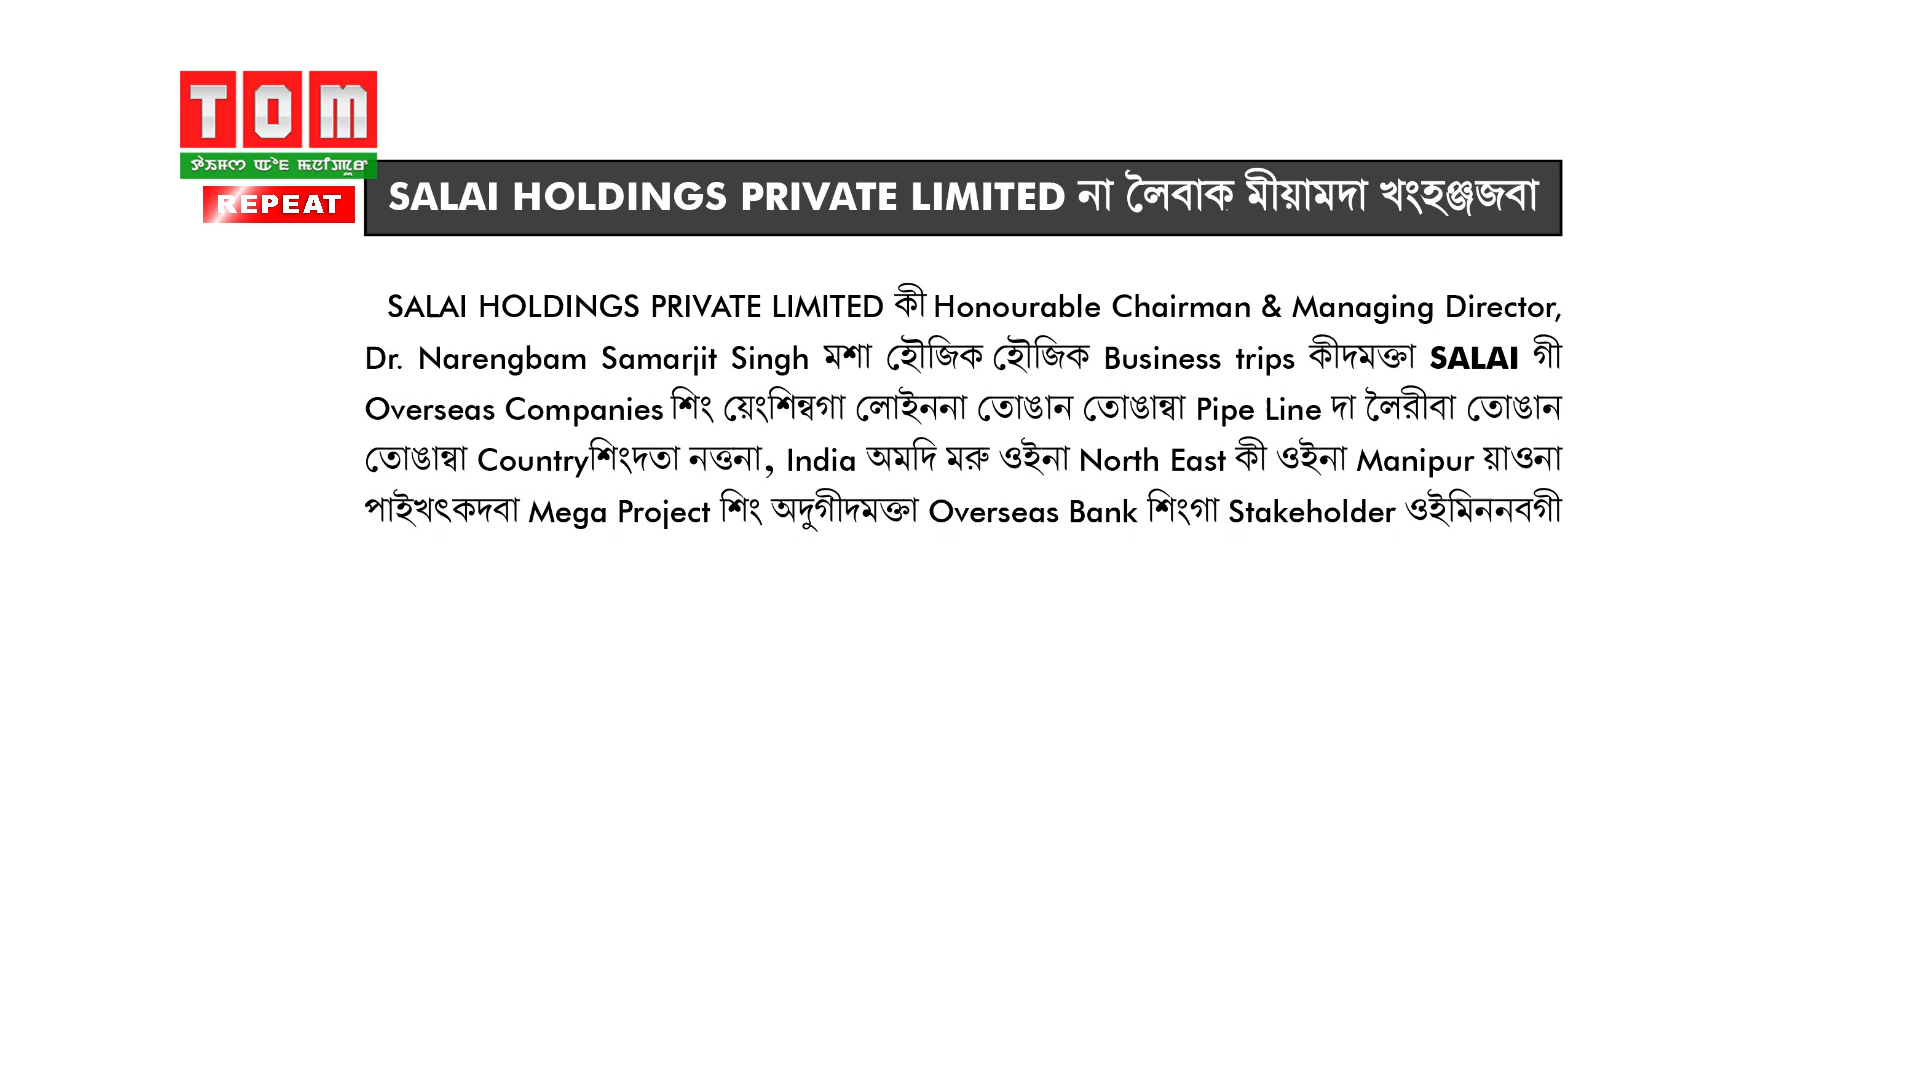 TOM
REPEAT
SALAI HOLDINGS PRIVATE LIMITED না লৈবাক মীয়ামদা খংহঞ্জজবা
SALAI HOLDINGS PRIVATE LIMITED কী Honourable Chairman & Managing Director,
Dr. Narengbam Samarjit Singh মশা হৌজিক হৌজিক Business trips কীদমক্তা SALAI গী
Overseas Companies শিং য়েংশিন্বগা লোইননা তোঙান তোঙান্বা Pipe Line দা লৈরীবা তোঙান
তোঙান্বা Countryশিংদতা নত্তনা, India অমদি মরু ওইনা North East কী ওইনা Manipur য়াওনা
পাইখৎকদবা Mega Project শিং অদুগীদমক্তা Overseas Bank শিংগা Stakeholder ওইমিননবগী